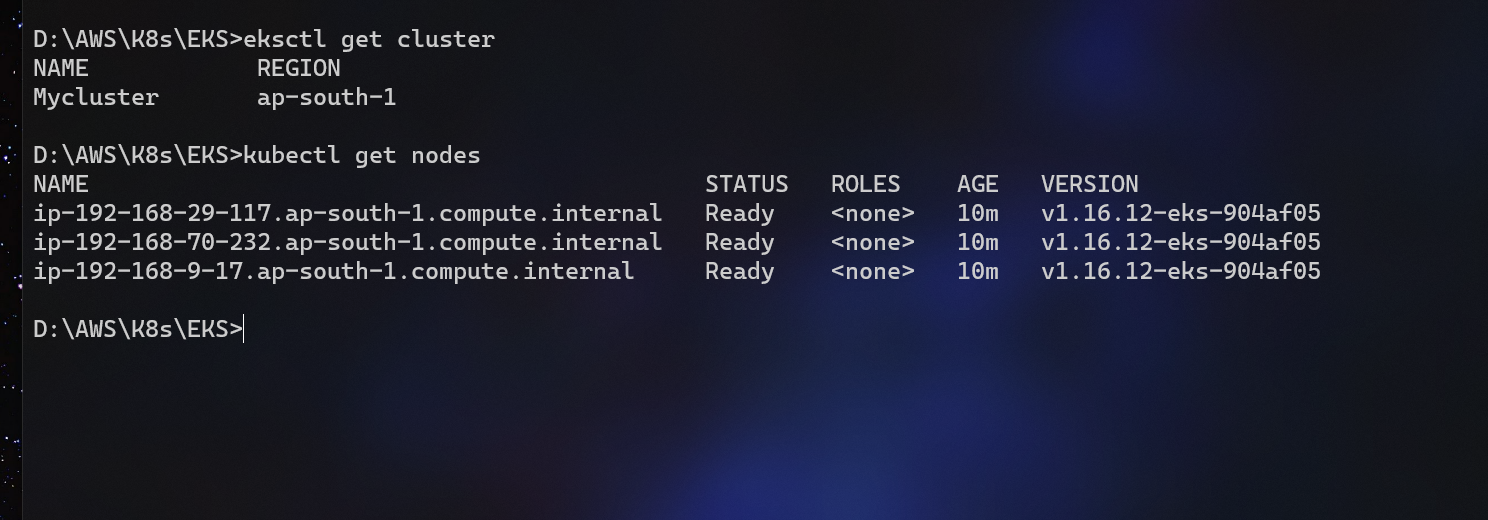 D:\AWS\K8s\EKS>eksctl get cluster
NAME            REGION
Mycluster       ap-south-1
D:\AWS\K8s\EKS>kubectl get nodes
NAME                                            STATUS   ROLES    AGE   VERSION
ip-192-168-29-117.ap-south-1.compute.internal   Ready    <none>   10m   v1.16.12-eks-904af05
ip-192-168-70-232.ap-south-1.compute.internal   Ready    <none>   10m   v1.16.12-eks-904af05
ip-192-168-9-17.ap-south-1.compute.internal     Ready    <none>   10m   v1.16.12-eks-904af05
D:\AWS\K8s\EKS>